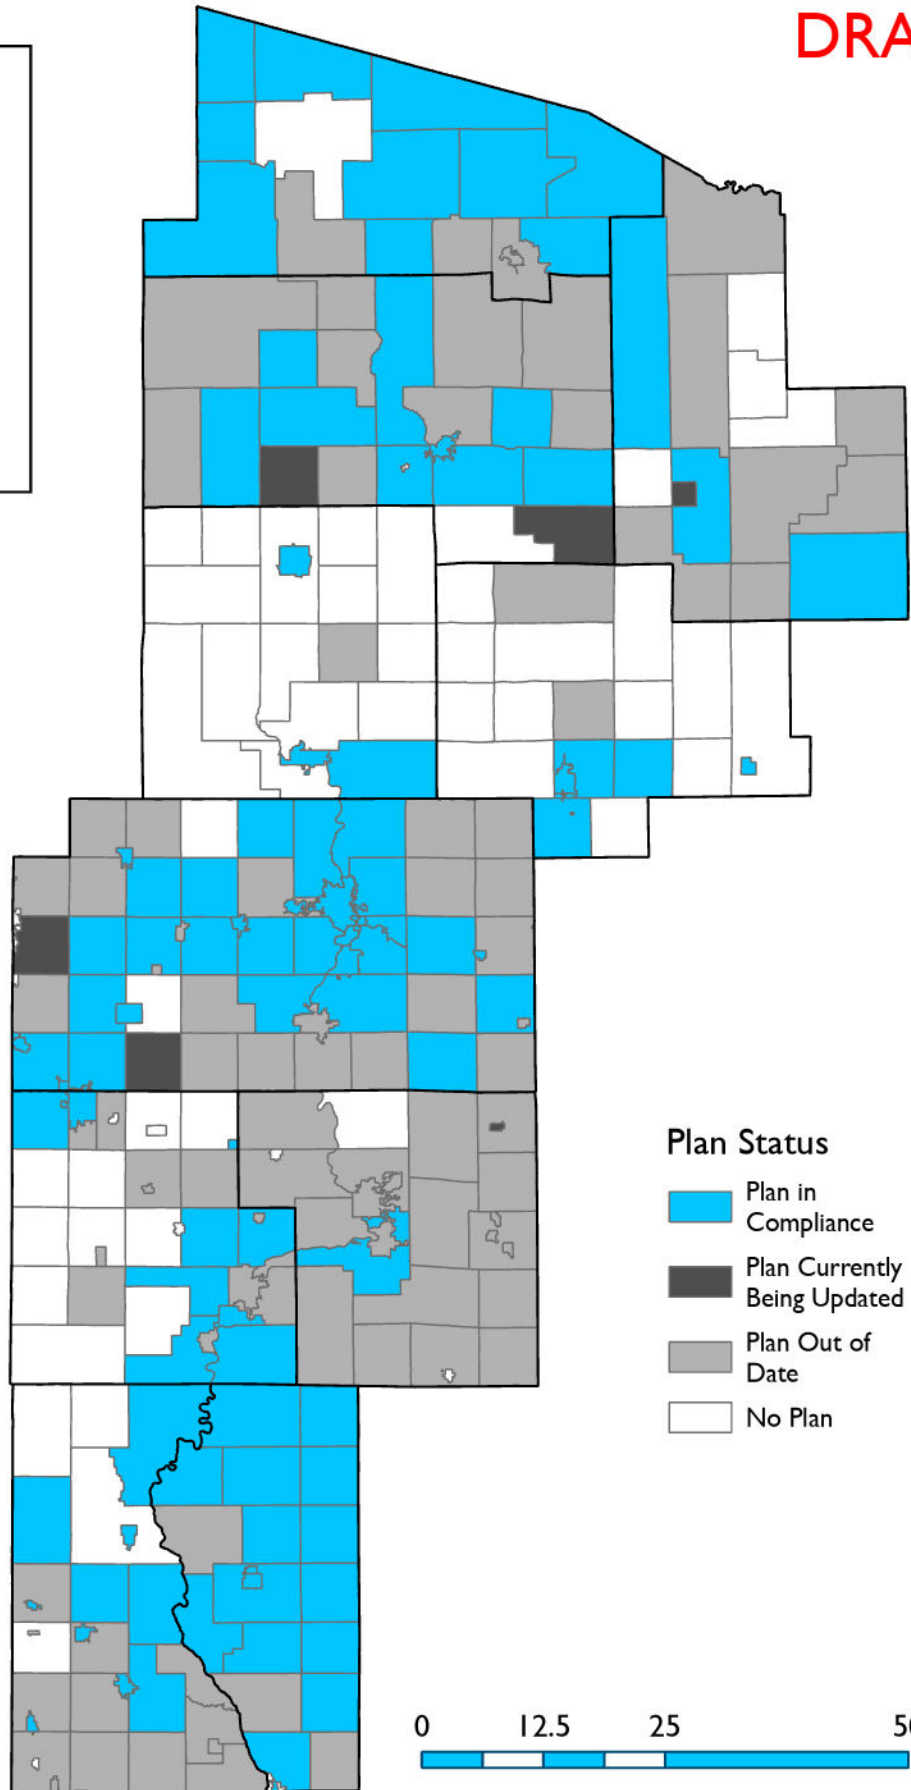 DRA
Plan Status
Plan in
Compliance
Plan Currently
Being Updated
Plan Out of
Date
No Plan
0 12.5 25 50